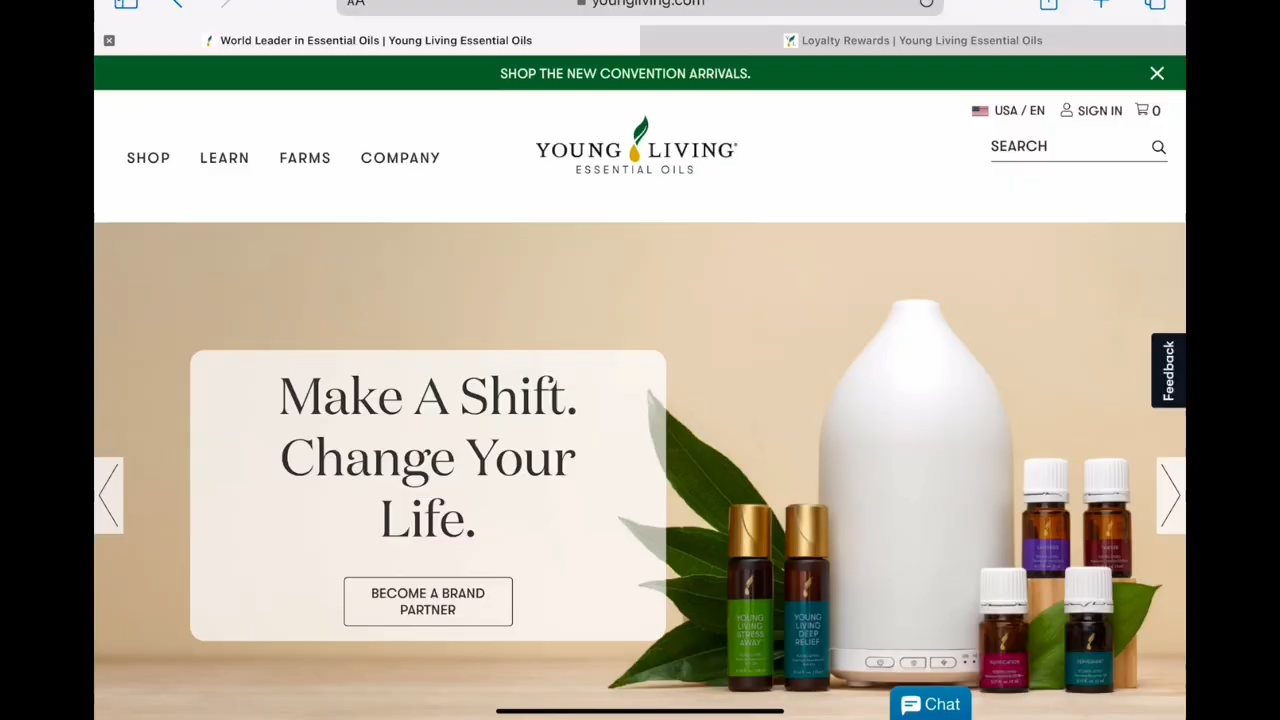 AA
youngliving.com
World Leader in Essential Oils | Young Living Essential Oils
Loyalty Rewards | Young Living Essential Oils
SHOP THE NEW CONVENTION ARRIVALS.
USA / EN
SIGN IN
0
SHOP
LEARN
FARMS
COMPANY
YOUNG LIVING
ESSENTIAL OILS
SEARCH
Feedback
Make A Shift.
Change Your
Life.
BECOME A BRAND
PARTNER
YOUNG
LIVING
STRESS
AWAY
YOUNG
LIVING
DEEP
RELIEF
Chat